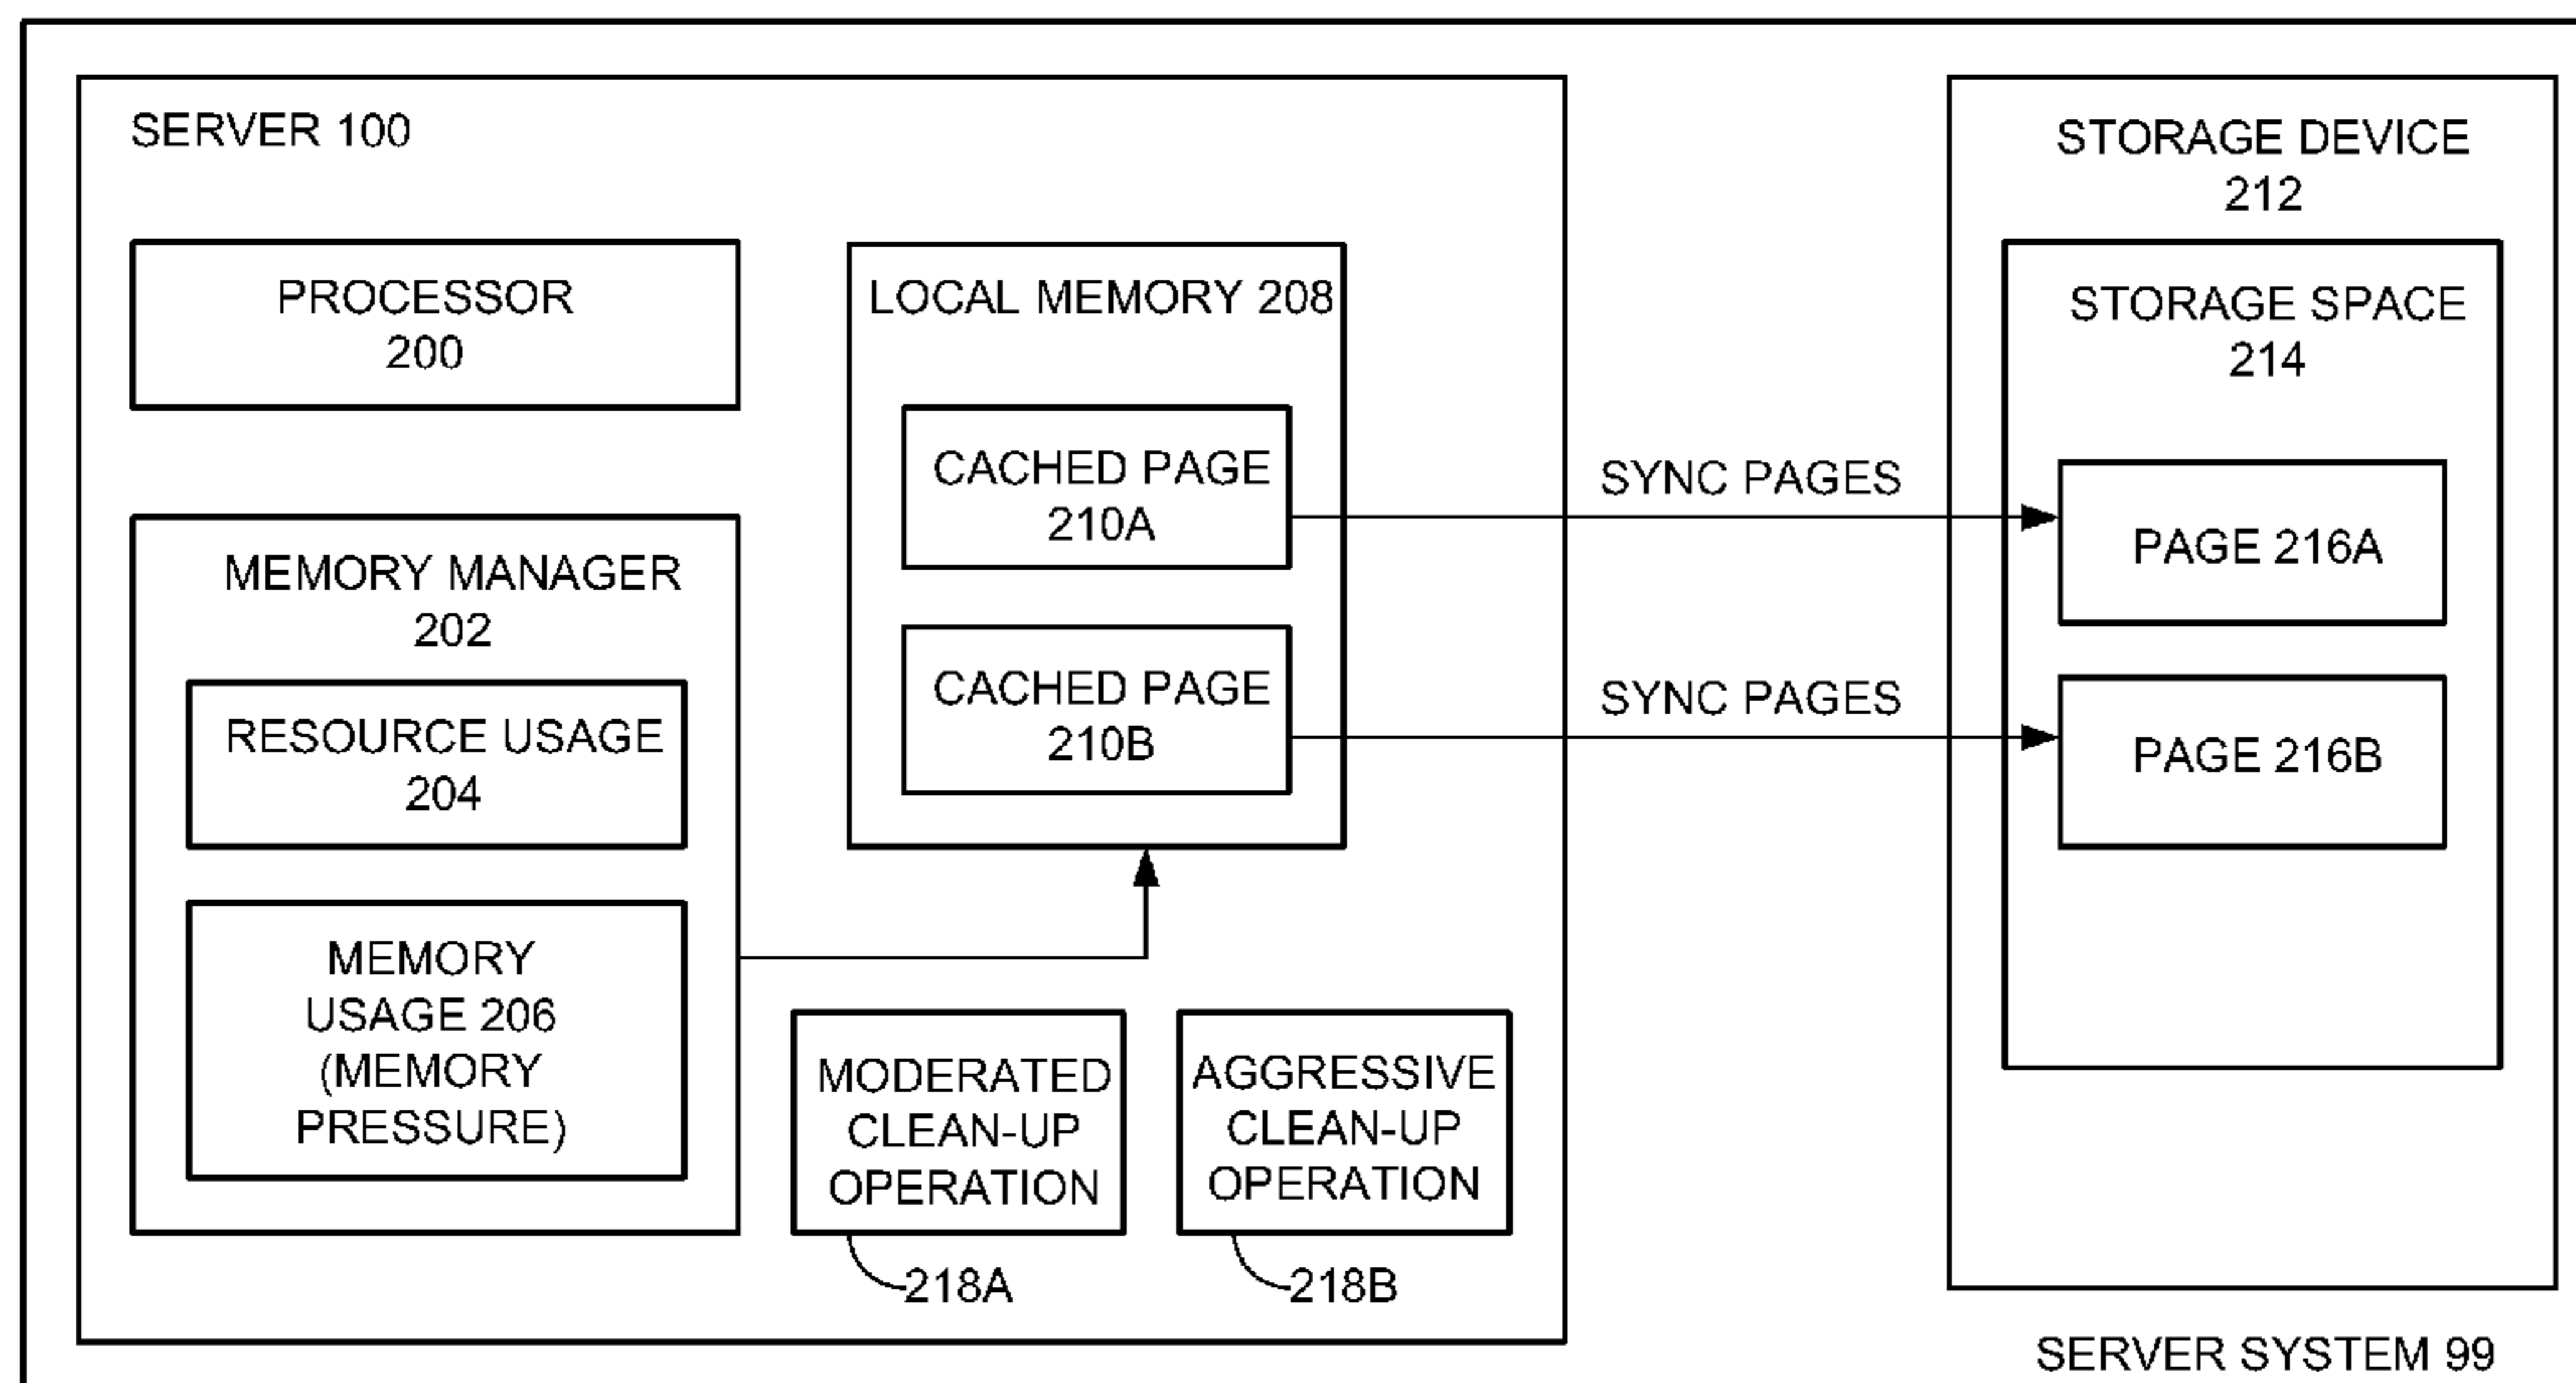 SERVER 100
PROCESSOR
200
MEMORY MANAGER
202
RESOURCE USAGE
204
MEMORY
USAGE 206
(MEMORY
PRESSURE)
LOCAL MEMORY 208
CACHED PAGE
210A
CACHED PAGE
210B
MODERATED
CLEAN-UP
OPERATION
218A
AGGRESSIVE
CLEAN-UP
OPERATION
218B
SYNC PAGES
SYNC PAGES
STORAGE DEVICE
212
STORAGE SPACE
214
PAGE 216A
PAGE 216B
SERVER SYSTEM 99